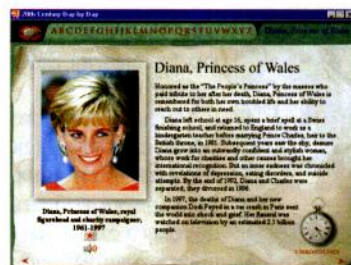 20th Century Day by Day
A B C D E F G H I J K L M N O P Q R S T U V W X Y Z
Diana, Princess of Wales
Diana, Princess of Wales
Honored as the "The People's Princess" by the masses who
paid tribute to her after her death, Diana, Princess of Wales is
remembered for both her own troubled life and her ability to
reach out to others in need.
Diana left school at age 16, spent a brief spell at a Swiss
finishing school, and returned to England to work as a
kindergarten teacher before marrying Prince Charles, heir to the
British throne, in 1981. Subsequent years saw the shy, demure
Diana grow into an outwardly confident and stylish woman,
whose work for charities and other causes brought her
international recognition. But an inner sadness was chronicled
with revelations of depression, eating disorders, and suicide
attempts. By the end of 1992, Diana and Charles were
separated, they divorced in 1996.
In 1997, the deaths of Diana and her new
companion Dodi Fayed in a car crash in Paris sent
the world into shock and grief. Her funeral was
watched on television by an estimated 2.5 billion
people.
Diana, Princess of Wales, royal
figurehead and charity campaigner,
1961-1997